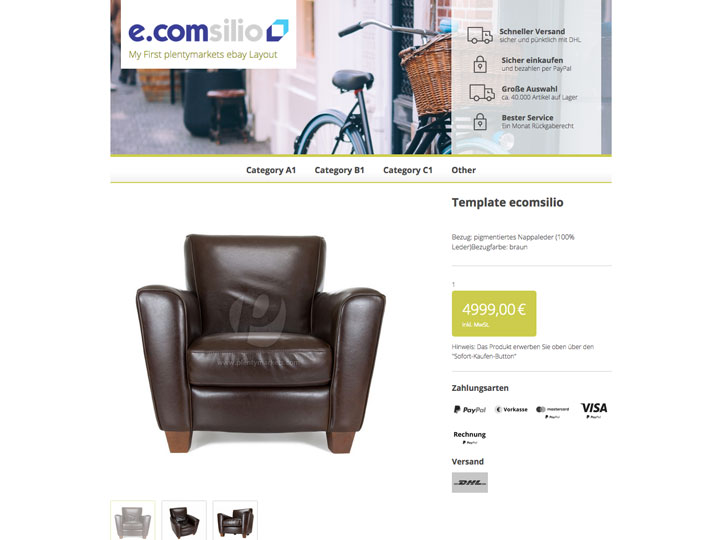 e.comsilio
My First plentymarkets ebay Layout
Schneller Versand
sicher und pünktlich mit DHL
Sicher einkaufen
und bezahlen per PayPal
Große Auswahl
ca. 40.000 Artikel auf Lager
Bester Service
Ein Monat Rückgaberecht
Category A1 Category B1 Category C1 Other
Template ecomsilio
Bezug: pigmentiertes Nappaleder (100%
Leder)Bezugfarbe: braun
1
4999,00 €
inkl. MwSt.
Hinweis: Das Produkt erwerben Sie oben über den
"Sofort-Kaufen-Button"
Zahlungsarten
PayPal € Vorkasse mastercard VISA
PayPal PayPal
Rechnung
PayPal
Versand
DHL